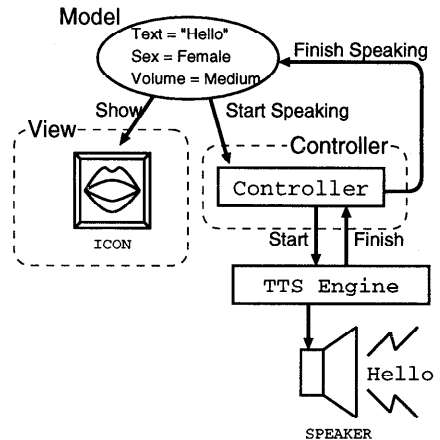 Model
Text = "Hello"
Sex = Female
Volume = Medium
Finish Speaking
Show
Start Speaking
View
Controller
Controller
ICON
Start
Finish
TTS Engine
Hello
SPEAKER